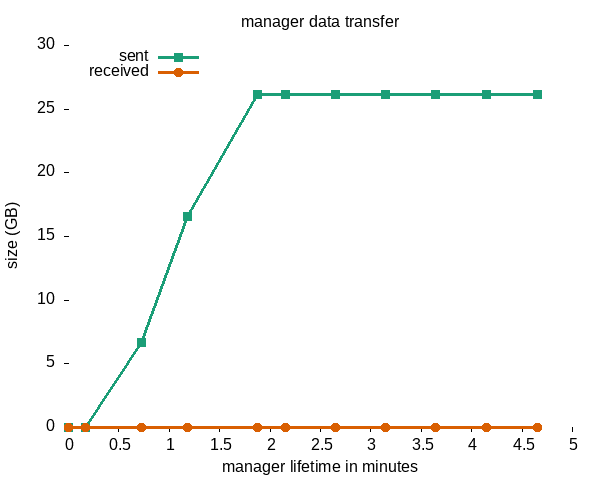 manager data transfer
sent
received
30
25
20
15
10
5
0
size (GB)
0 0.5 1 1.5 2 2.5 3 3.5 4 4.5 5
manager lifetime in minutes